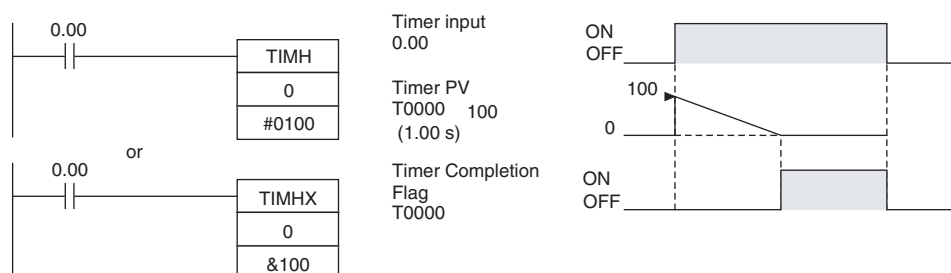 0.00
TIMH
0
#0100
or
0.00
TIMHX
0
&100
Timer input
0.00
Timer PV
T0000 100
(1.00 s)
Timer Completion
Flag
T0000
ON
OFF
100
0
ON
OFF